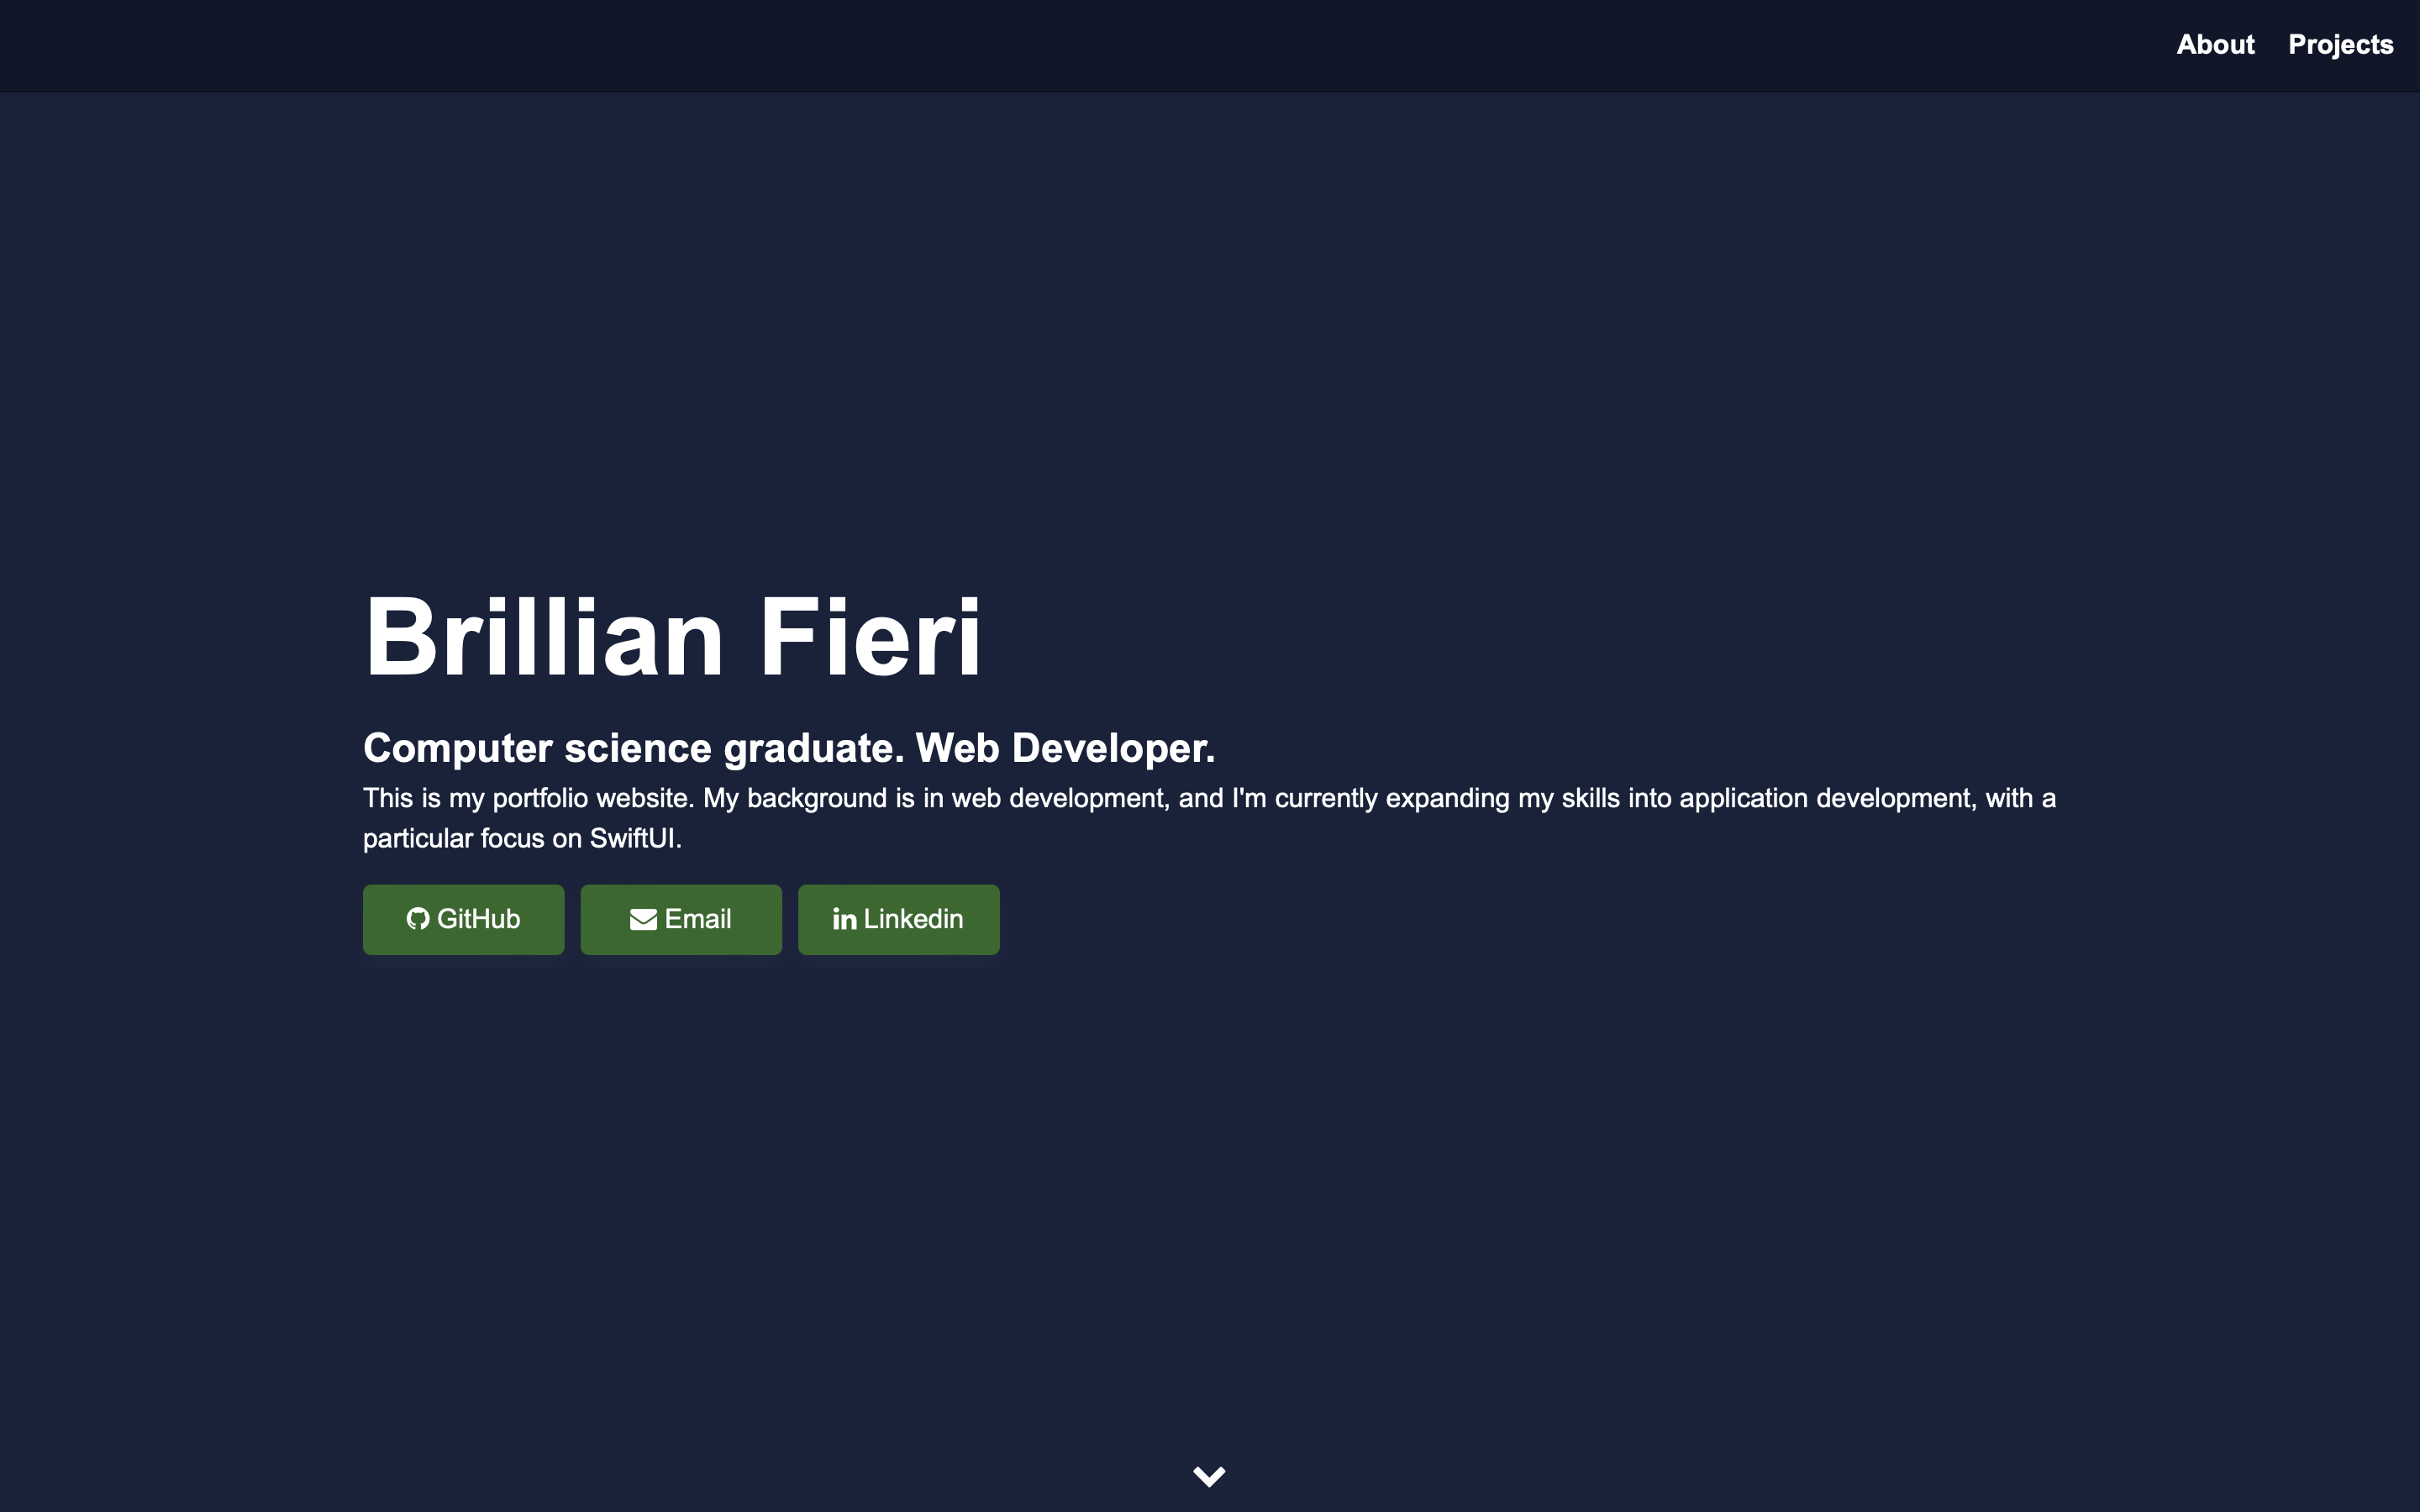 About Projects
Brillian Fieri
Computer science graduate. Web Developer.
This is my portfolio website. My background is in web development, and I'm currently expanding my skills into application development, with a
particular focus on SwiftUI.
GitHub Email Linkedin